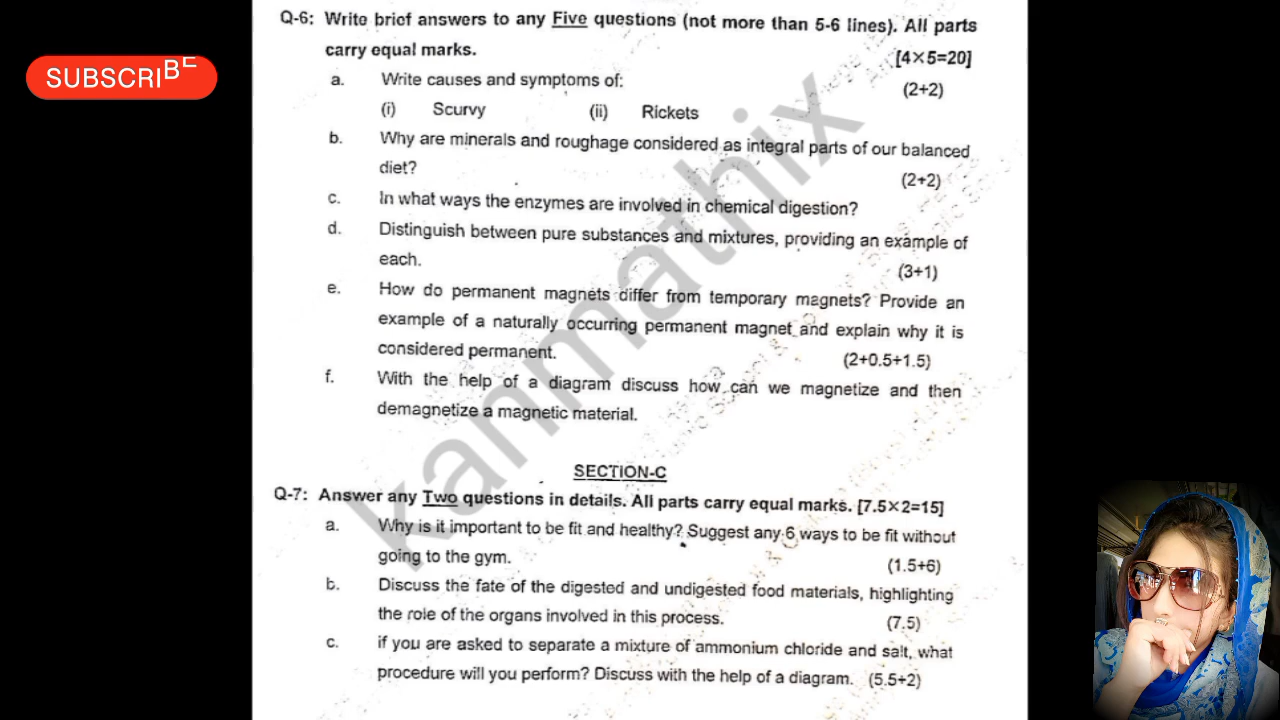 SUBSCRIBE
Q-6: Write brief answers to any Five questions (not more than 5-6 lines). All parts
carry equal marks. [4×5=20]
a. Write causes and symptoms of: (2+2)
(i) Scurvy (ii) Rickets
b. Why are minerals and roughage considered as integral parts of our balanced
diet? (2+2)
c. In what ways the enzymes are involved in chemical digestion?
d. Distinguish between pure substances and mixtures, providing an example of
each. (3+1)
e. How do permanent magnets differ from temporary magnets? Provide an
example of a naturally occurring permanent magnet and explain why it is
considered permanent. (2+0.5+1.5)
f. With the help of a diagram discuss how can we magnetize and then
demagnetize a magnetic material.
kanmathix
SECTION-C
Q-7: Answer any Two questions in details. All parts carry equal marks. [7.5×2=15]
a. Why is it important to be fit and healthy? Suggest any 6 ways to be fit without
going to the gym. (1.5+6)
b. Discuss the fate of the digested and undigested food materials, highlighting
the role of the organs involved in this process. (7.5)
c. if you are asked to separate a mixture of ammonium chloride and salt, what
procedure will you perform? Discuss with the help of a diagram. (5.5+2)